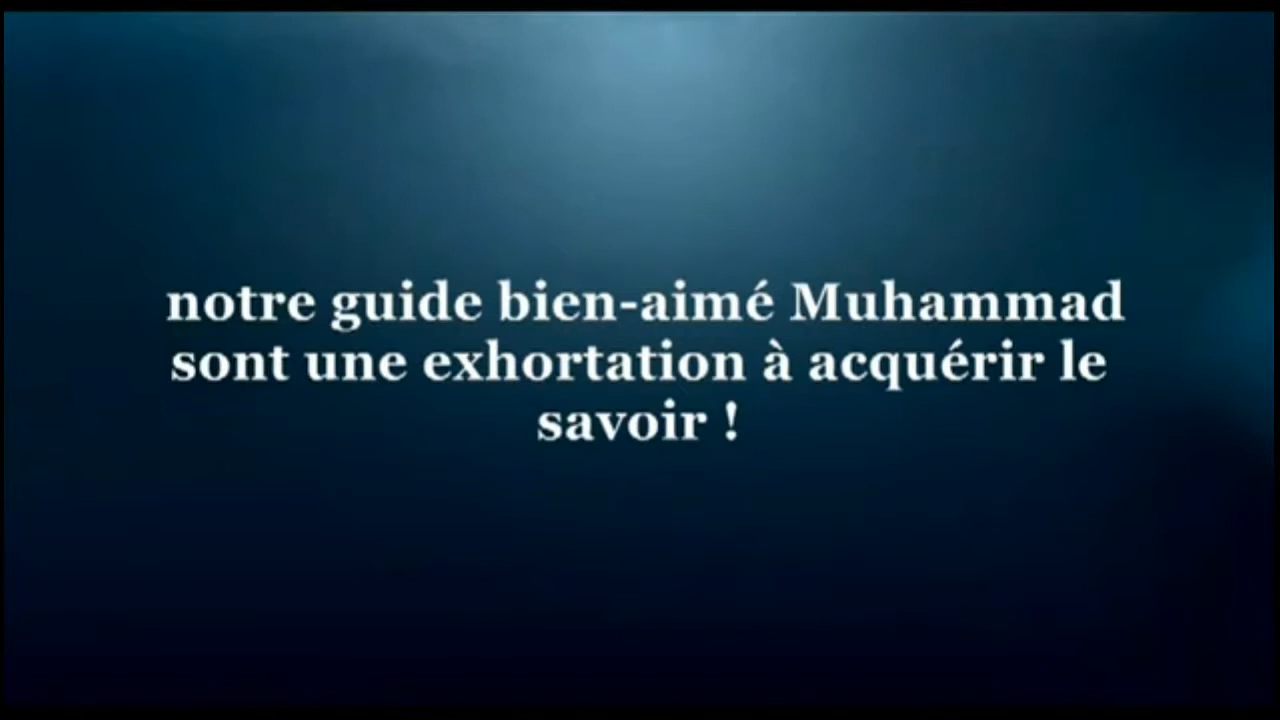 notre guide bien-aimé Muhammad
sont une exhortation à acquérir le
savoir !